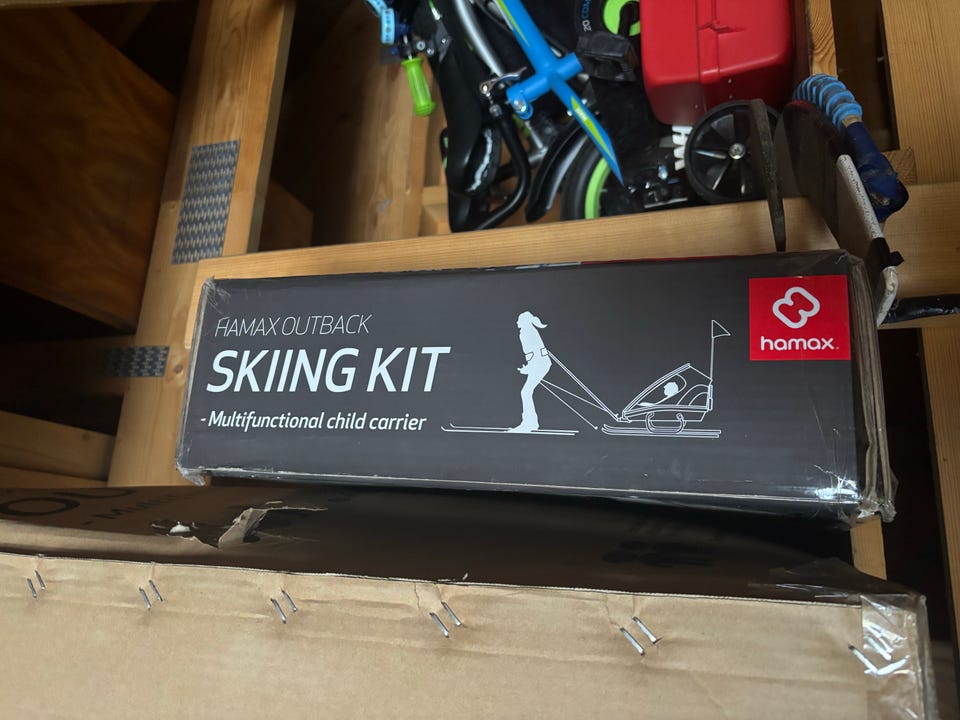 HAMAX OUTBACK
SKIING KIT
- Multifunctional child carrier
hamax